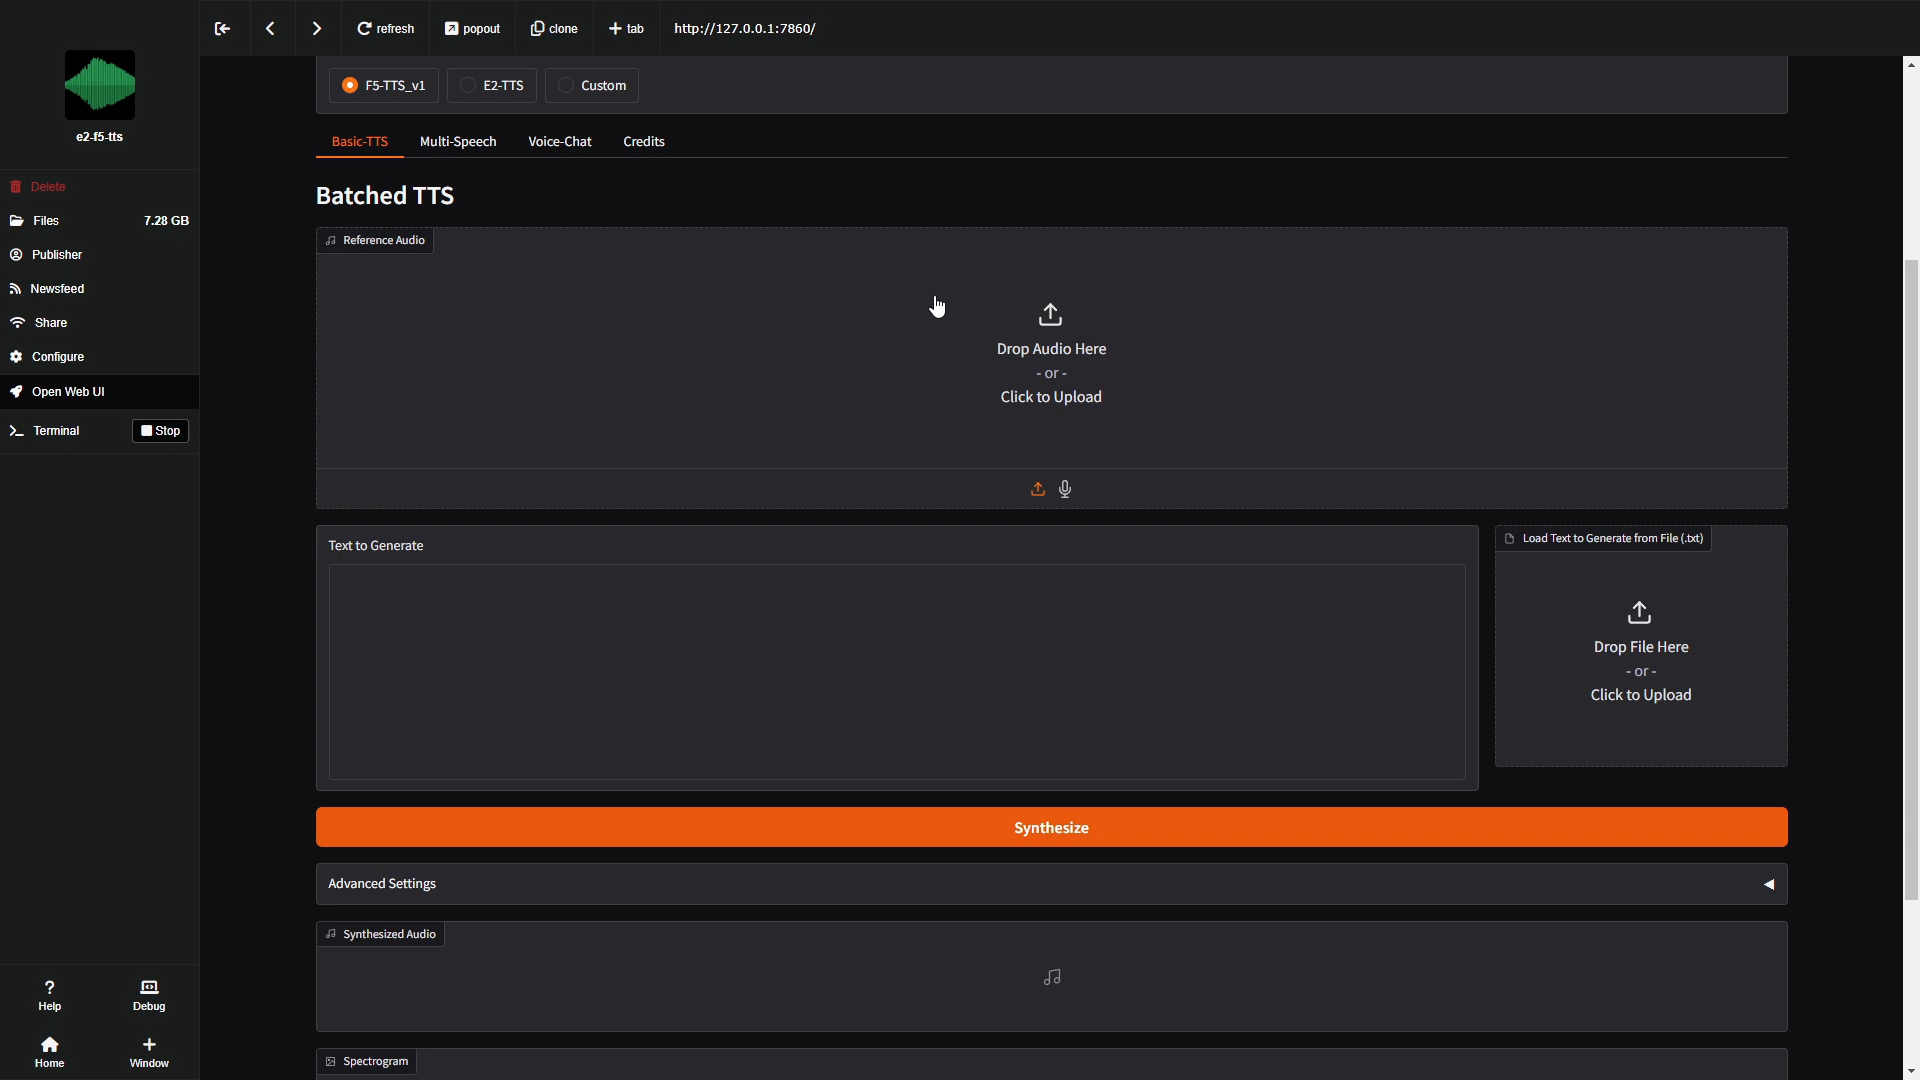 refresh
popout
clone
tab
http://127.0.0.1:7860/
e2-f5-tts
Delete
Files 7.28 GB
Publisher
Newsfeed
Share
Configure
Open Web UI
Terminal Stop
Help
Debug
Home
Window
F5-TTS_v1
E2-TTS
Custom
Basic-TTS
Multi-Speech
Voice-Chat
Credits
Batched TTS
Reference Audio
Drop Audio Here
- or -
Click to Upload
Text to Generate
Load Text to Generate from File (.txt)
Drop File Here
- or -
Click to Upload
Synthesize
Advanced Settings
Synthesized Audio
Spectrogram